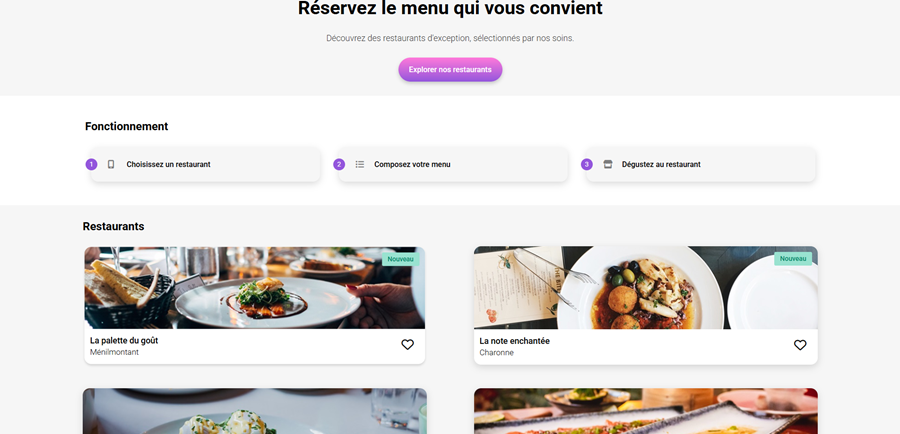 Réservez le menu qui vous convient
Découvrez des restaurants d'exception, sélectionnés par nos soins.
Explorer nos restaurants
Fonctionnement
1 Choisissez un restaurant
2 Composez votre menu
3 Dégustez au restaurant
Restaurants
Nouveau
La palette du goût
Ménilmontant
Nouveau
La note enchantée
Charonne